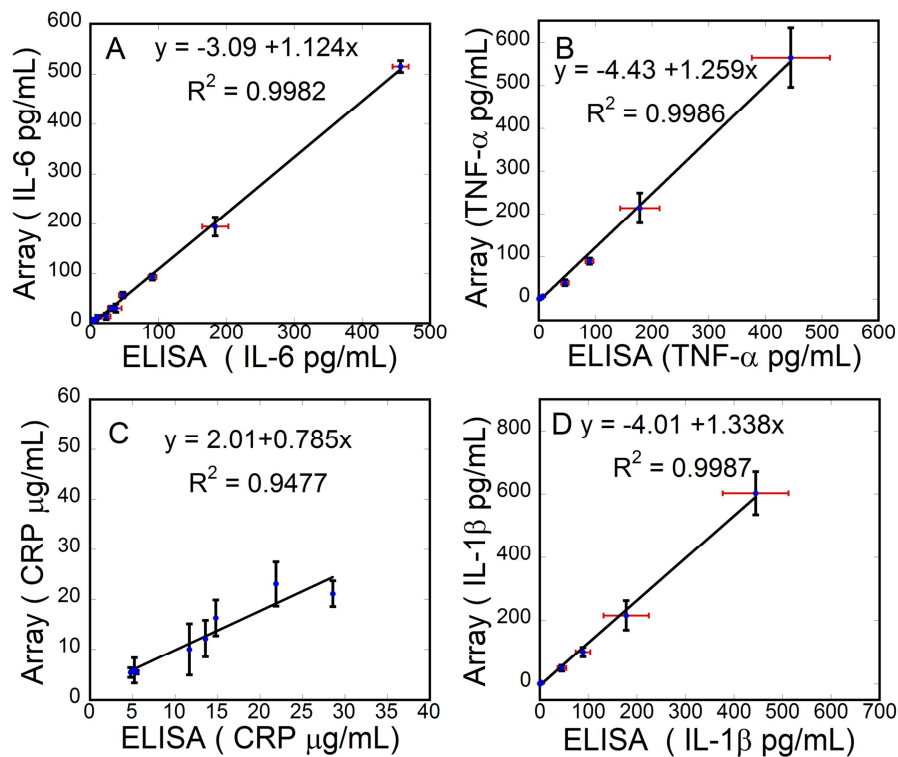 A
y = -3.09 +1.124x
R² = 0.9982
600
500
400
300
200
100
0
0 100 200 300 400 500
Array ( IL-6 pg/mL)
ELISA ( IL-6 pg/mL)
B
y = -4.43 +1.259x
R² = 0.9986
600
500
400
300
200
100
0
0 100 200 300 400 500 600
Array (TNF-α pg/mL)
ELISA (TNF-α pg/mL)
C
y = 2.01+0.785x
R² = 0.9477
60
50
40
30
20
10
0
0 5 10 15 20 25 30 35 40
Array ( CRP μg/mL)
ELISA ( CRP μg/mL)
D
y = -4.01 +1.338x
R² = 0.9987
800
600
400
200
0
0 100 200 300 400 500 600 700
Array ( IL-1β pg/mL)
ELISA ( IL-1β pg/mL)